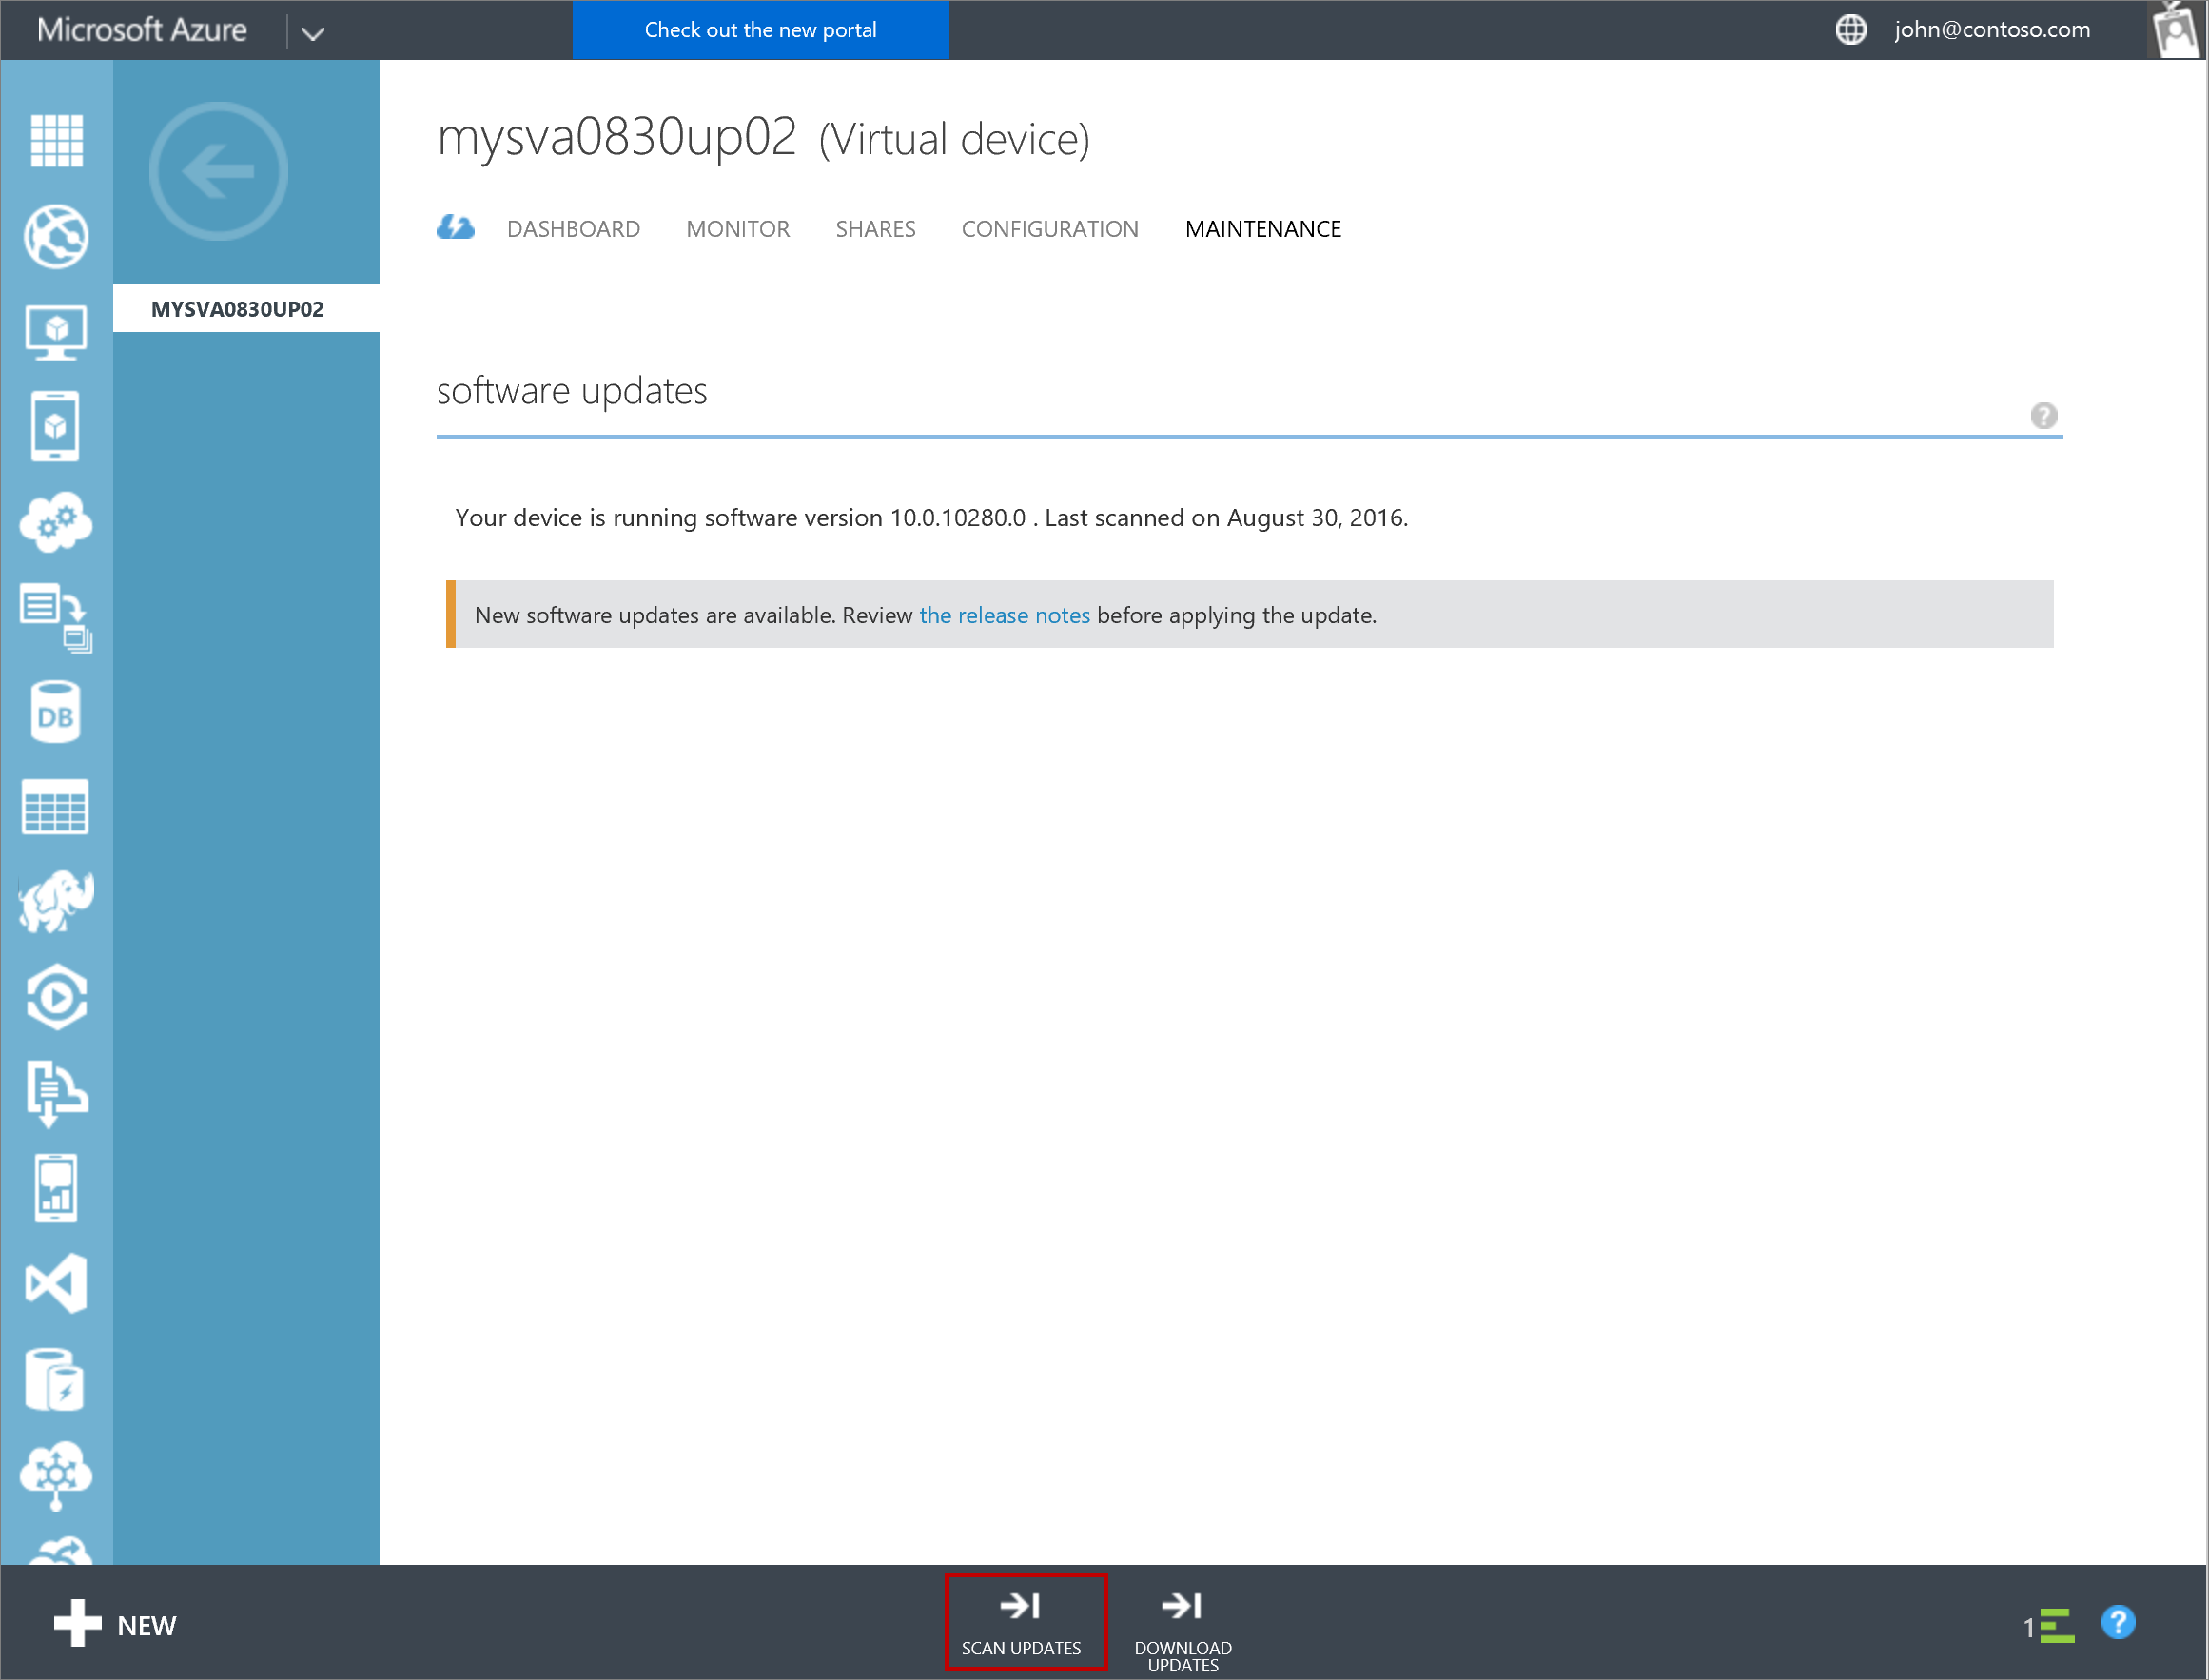 Microsoft Azure
Check out the new portal
john@contoso.com
mysva0830up02 (Virtual device)
DASHBOARD MONITOR SHARES CONFIGURATION MAINTENANCE
MYSVA0830UP02
software updates
?
Your device is running software version 10.0.10280.0 . Last scanned on August 30, 2016.
New software updates are available. Review the release notes before applying the update.
DB
NEW
SCAN UPDATES
DOWNLOAD
UPDATES
1
?